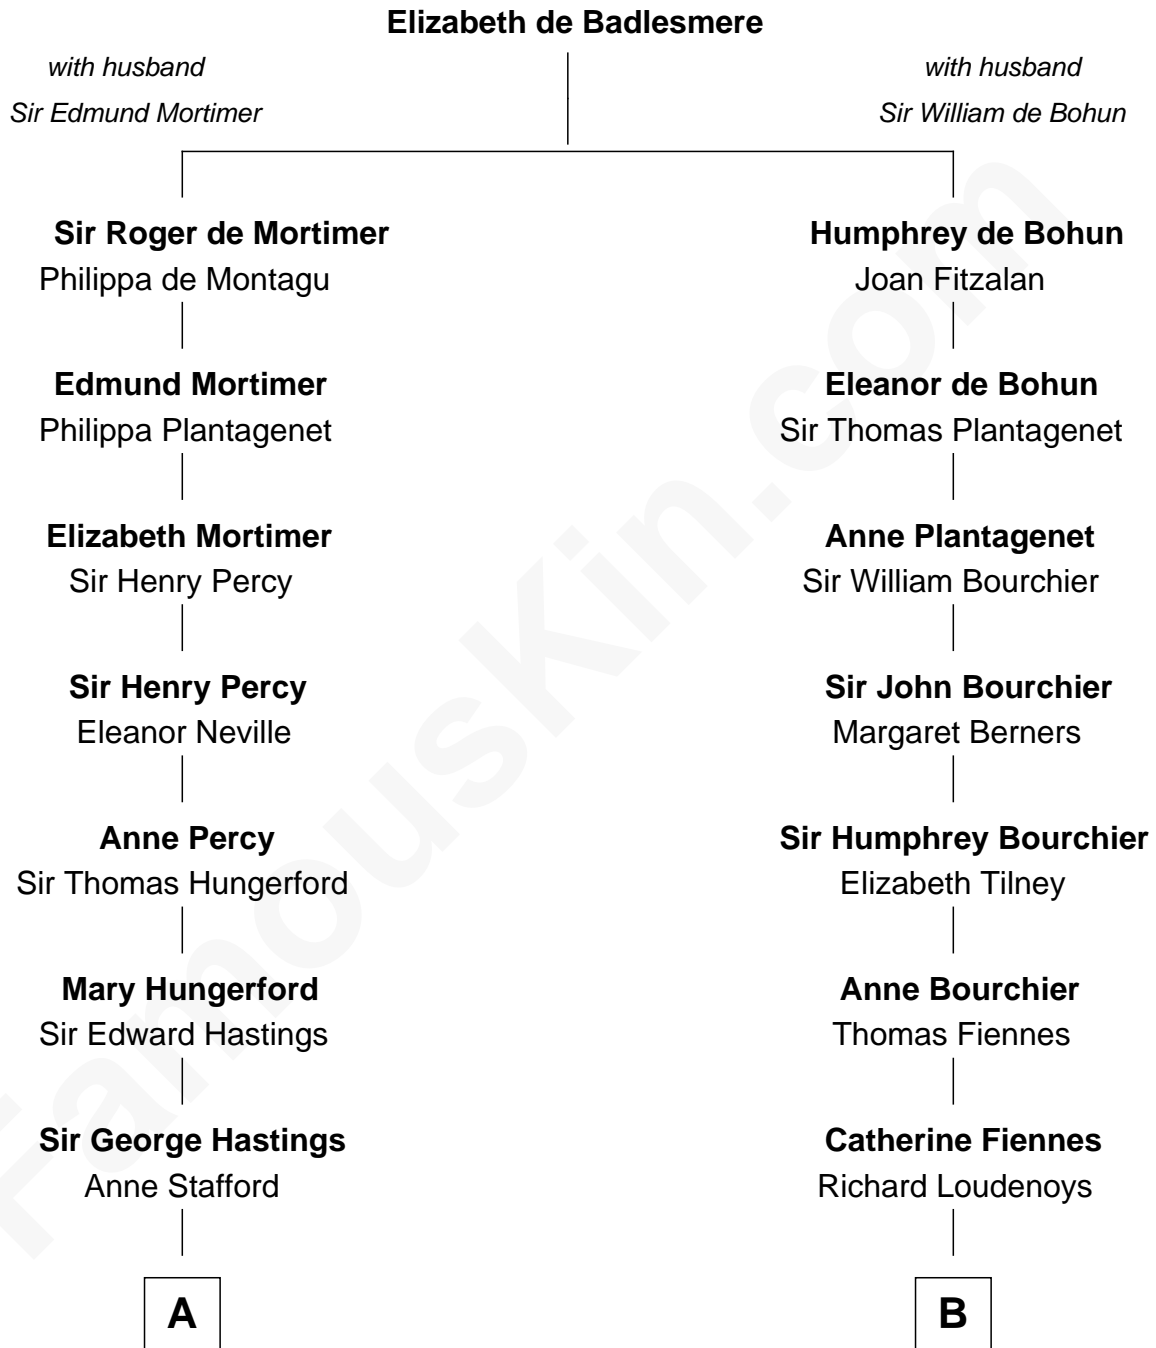 Elizabeth de Badlesmere
with husband
Sir Edmund Mortimer
with husband
Sir William de Bohun
Sir Roger de Mortimer
Philippa de Montagu
Humphrey de Bohun
Joan Fitzalan
Edmund Mortimer
Philippa Plantagenet
Eleanor de Bohun
Sir Thomas Plantagenet
Elizabeth Mortimer
Sir Henry Percy
Anne Plantagenet
Sir William Bourchier
Sir Henry Percy
Eleanor Neville
Sir John Bourchier
Margaret Berners
Anne Percy
Sir Thomas Hungerford
Sir Humphrey Bourchier
Elizabeth Tilney
Mary Hungerford
Sir Edward Hastings
Anne Bourchier
Thomas Fiennes
Sir George Hastings
Anne Stafford
Catherine Fiennes
Richard Loudenoys
A
B
FamousKin.com